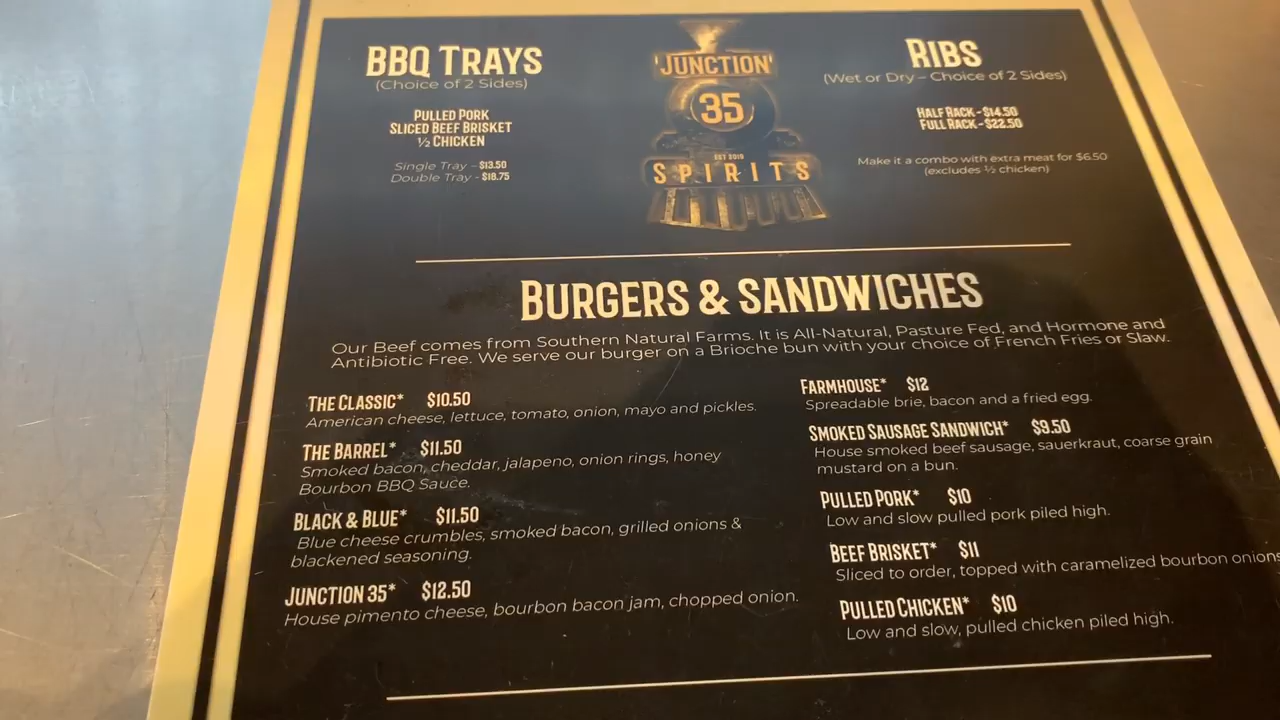 BBQ TRAYS
(Choice of 2 Sides)
PULLED PORK
SLICED BEEF BRISKET
½ CHICKEN
Single Tray – $13.50
Double Tray - $18.75
JUNCTION
35
EST 2019
SPIRITS
RIBS
(Wet or Dry – Choice of 2 Sides)
HALF RACK - $14.50
FULL RACK - $22.50
Make it a combo with extra meat for $6.50
(excludes ½ chicken)
BURGERS & SANDWICHES
Our Beef comes from Southern Natural Farms. It is All-Natural, Pasture Fed, and Hormone and
Antibiotic Free. We serve our burger on a Brioche bun with your choice of French Fries or Slaw.
THE CLASSIC* $10.50
American cheese, lettuce, tomato, onion, mayo and pickles.
THE BARREL* $11.50
Smoked bacon, cheddar, jalapeno, onion rings, honey
Bourbon BBQ Sauce.
BLACK & BLUE* $11.50
Blue cheese crumbles, smoked bacon, grilled onions &
blackened seasoning.
JUNCTION 35* $12.50
House pimento cheese, bourbon bacon jam, chopped onion.
FARMHOUSE* $12
Spreadable brie, bacon and a fried egg.
SMOKED SAUSAGE SANDWICH* $9.50
House smoked beef sausage, sauerkraut, coarse grain
mustard on a bun.
PULLED PORK* $10
Low and slow pulled pork piled high.
BEEF BRISKET* $11
Sliced to order, topped with caramelized bourbon onions
PULLED CHICKEN* $10
Low and slow, pulled chicken piled high.